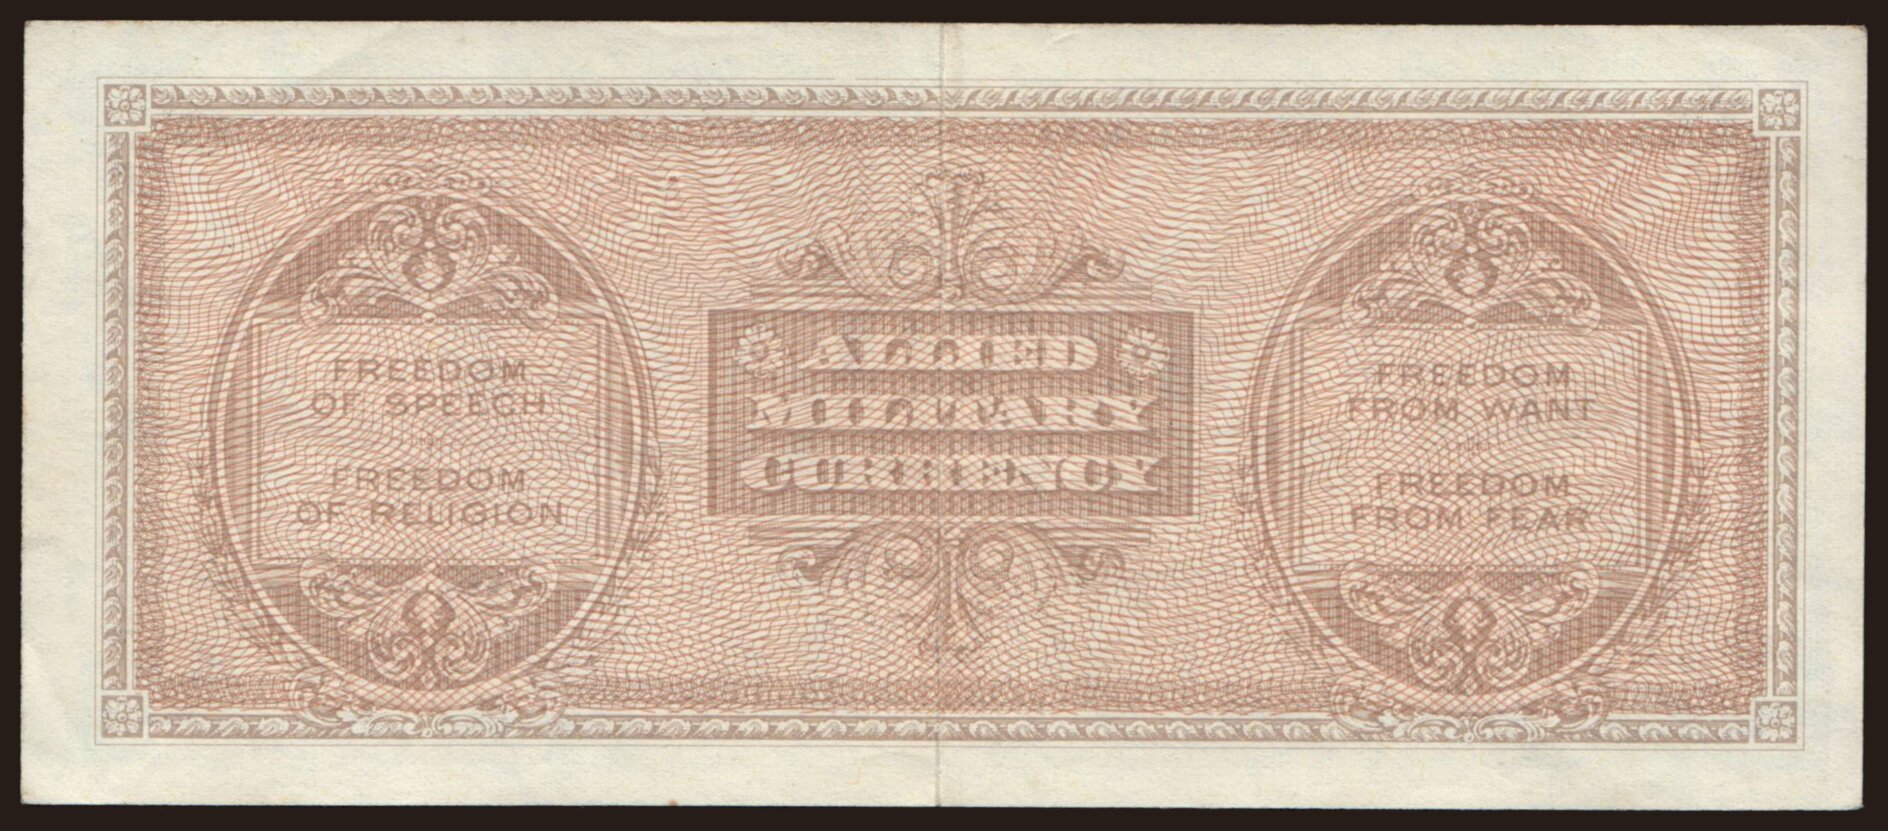 FREEDOM
OF SPEECH
FREEDOM
OF RELIGION
ALLIED
MILITARY
CURRENCY
FREEDOM
FROM WANT
FREEDOM
FROM FEAR